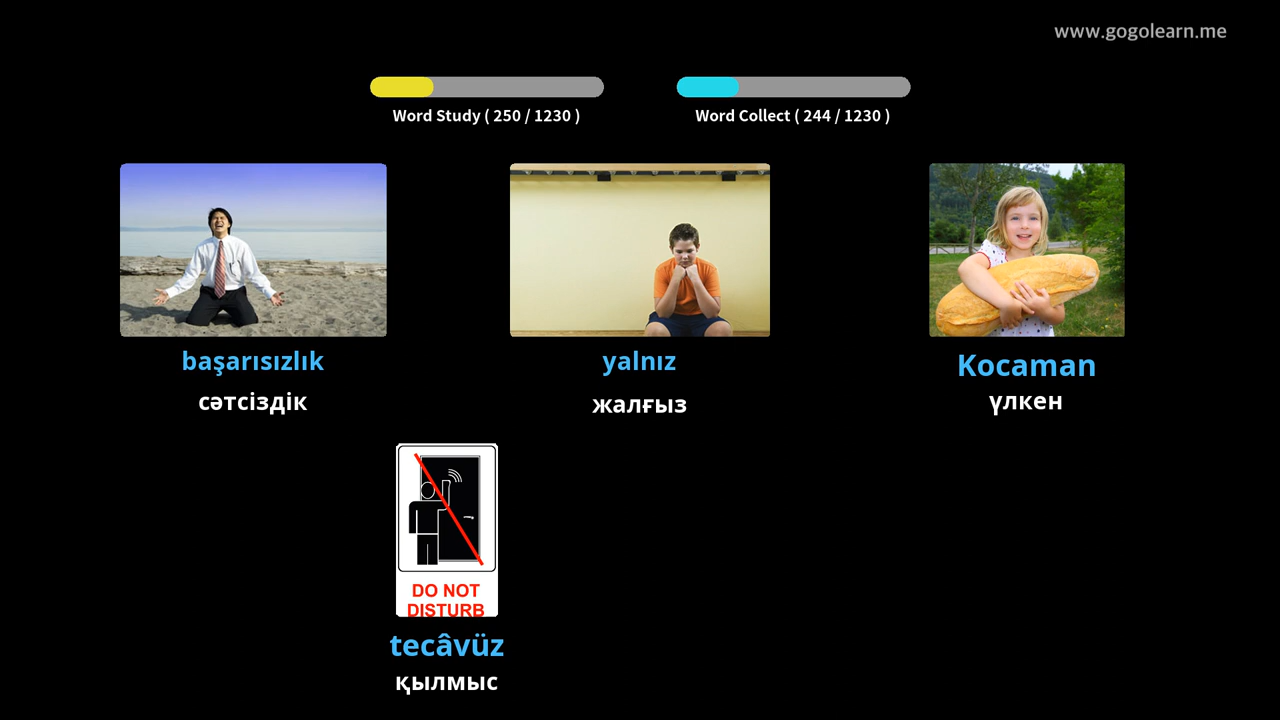 www.gogolearn.me
Word Study ( 250 / 1230 )
Word Collect ( 244 / 1230 )
başarısızlık
yalnız
Kocaman
сәтсіздік
жалғыз
үлкен
DO NOT
DISTURB
tecâvüz
қылмыс